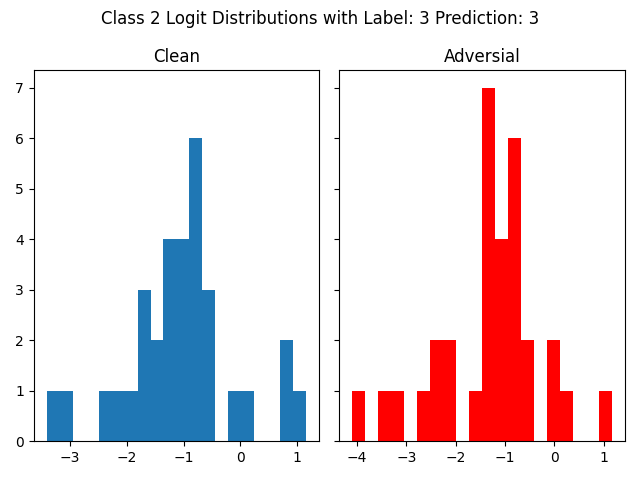 Class 2 Logit Distributions with Label: 3 Prediction: 3
Clean
Adversial
7
6
5
4
3
2
1
0
−3 −2 −1 0 1
−4 −3 −2 −1 0 1